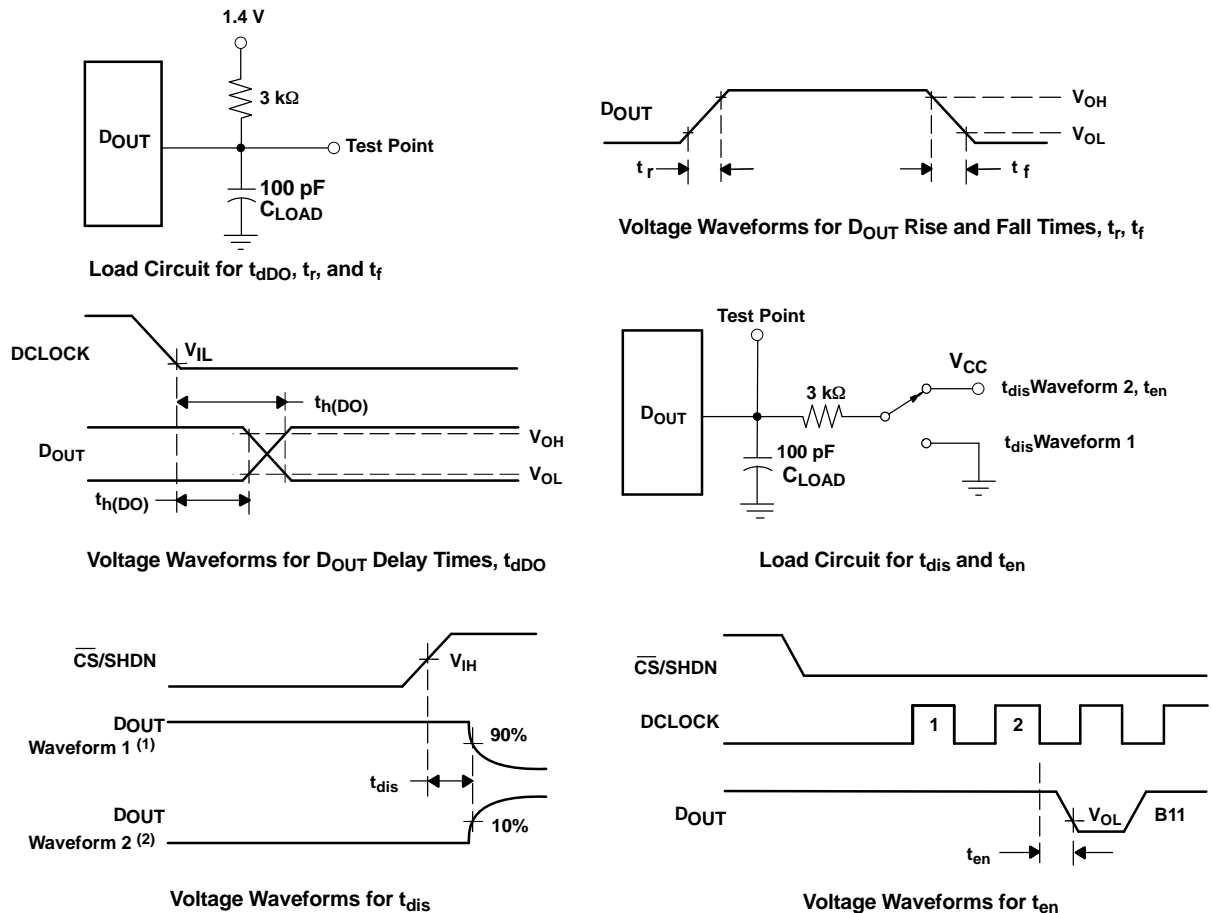 1.4 V
3 kΩ
DOUT
Test Point
100 pF
CLOAD
Load Circuit for tdDO, tr, and tf
DOUT
VOH
VOL
tr
tf
Voltage Waveforms for DOUT Rise and Fall Times, tr, tf
DCLOCK
VIL
th(DO)
DOUT
VOH
VOL
th(DO)
Voltage Waveforms for DOUT Delay Times, tdDO
Test Point
VCC
DOUT
3 kΩ
tdisWaveform 2, ten
tdisWaveform 1
100 pF
CLOAD
Load Circuit for tdis and ten
CS/SHDN
VIH
DOUT
Waveform 1 (1)
90%
tdis
DOUT
Waveform 2 (2)
10%
Voltage Waveforms for tdis
CS/SHDN
DCLOCK
1
2
DOUT
VOL
B11
ten
Voltage Waveforms for ten